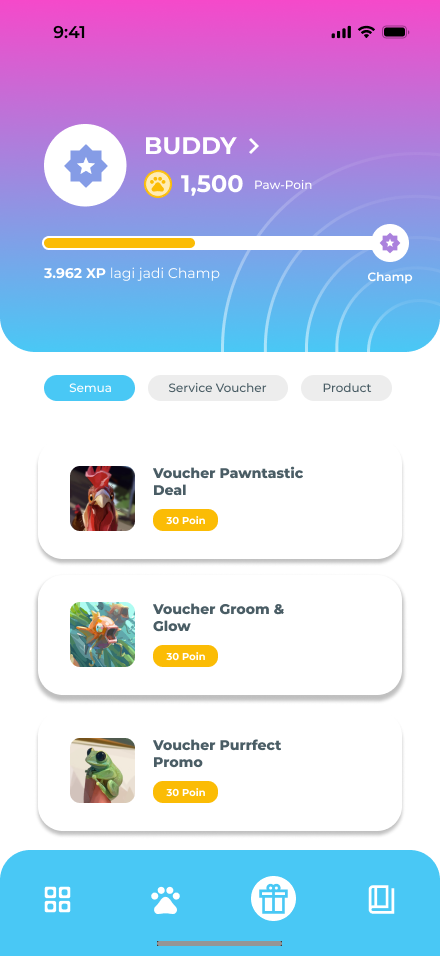 9:41
BUDDY
1,500 Paw-Poin
3.962 XP lagi jadi Champ
Champ
Semua
Service Voucher
Product
Voucher Pawntastic
Deal
30 Poin
Voucher Groom &
Glow
30 Poin
Voucher Purrfect
Promo
30 Poin